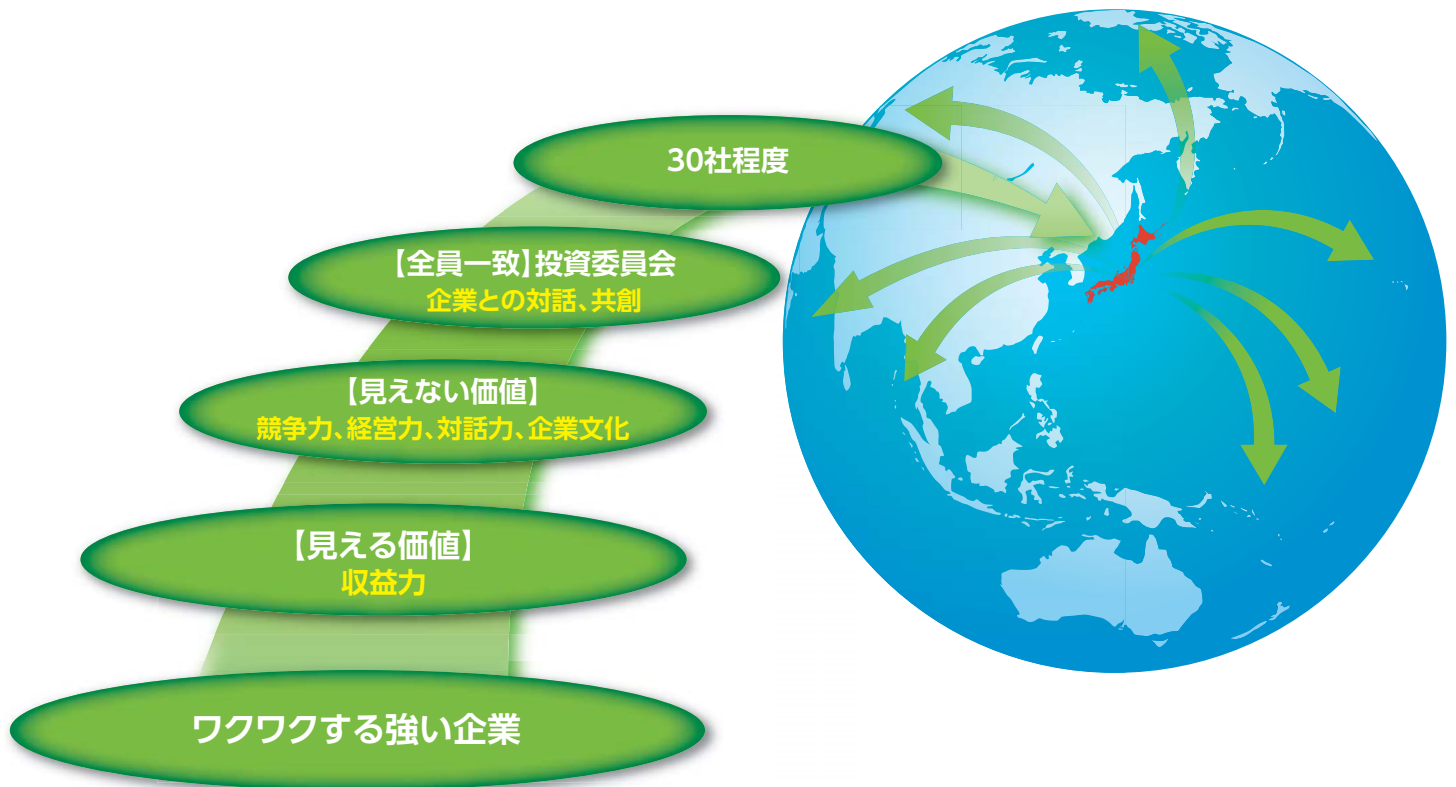 30社程度
【全員一致】投資委員会
企業との対話、共創
【見えない価値】
競争力、経営力、対話力、企業文化
【見える価値】
収益力
ワクワクする強い企業